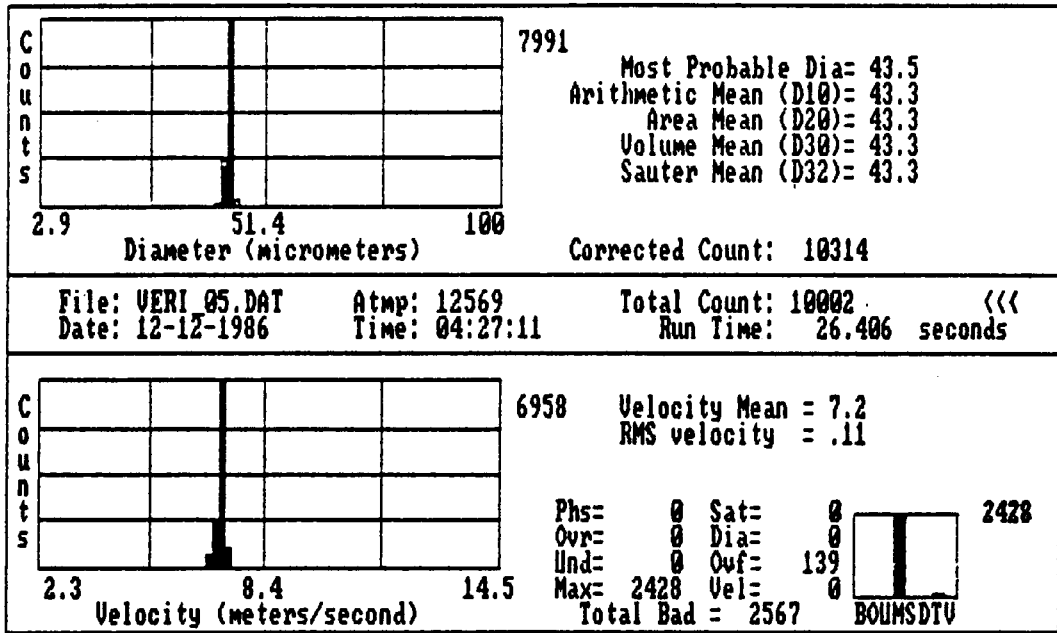 Counts
7991
Most Probable Dia= 43.5
Arithmetic Mean (D10)= 43.3
Area Mean (D20)= 43.3
Volume Mean (D30)= 43.3
Sauter Mean (D32)= 43.3
2.9 51.4 100
Diameter (micrometers)
Corrected Count: 10314
File: VERI_05.DAT Atmp: 12569 Total Count: 10002 <<<
Date: 12-12-1986 Time: 04:27:11 Run Time: 26.406 seconds
Counts
6958
Velocity Mean = 7.2
RMS velocity = .11
Phs= 0 Sat= 0
2428
Ovr= 0 Dia= 0
Und= 0 Ovf= 139
Max= 2428 Vel= 0
2.3 8.4 14.5
Velocity (meters/second)
Total Bad = 2567
BOUMSDTV